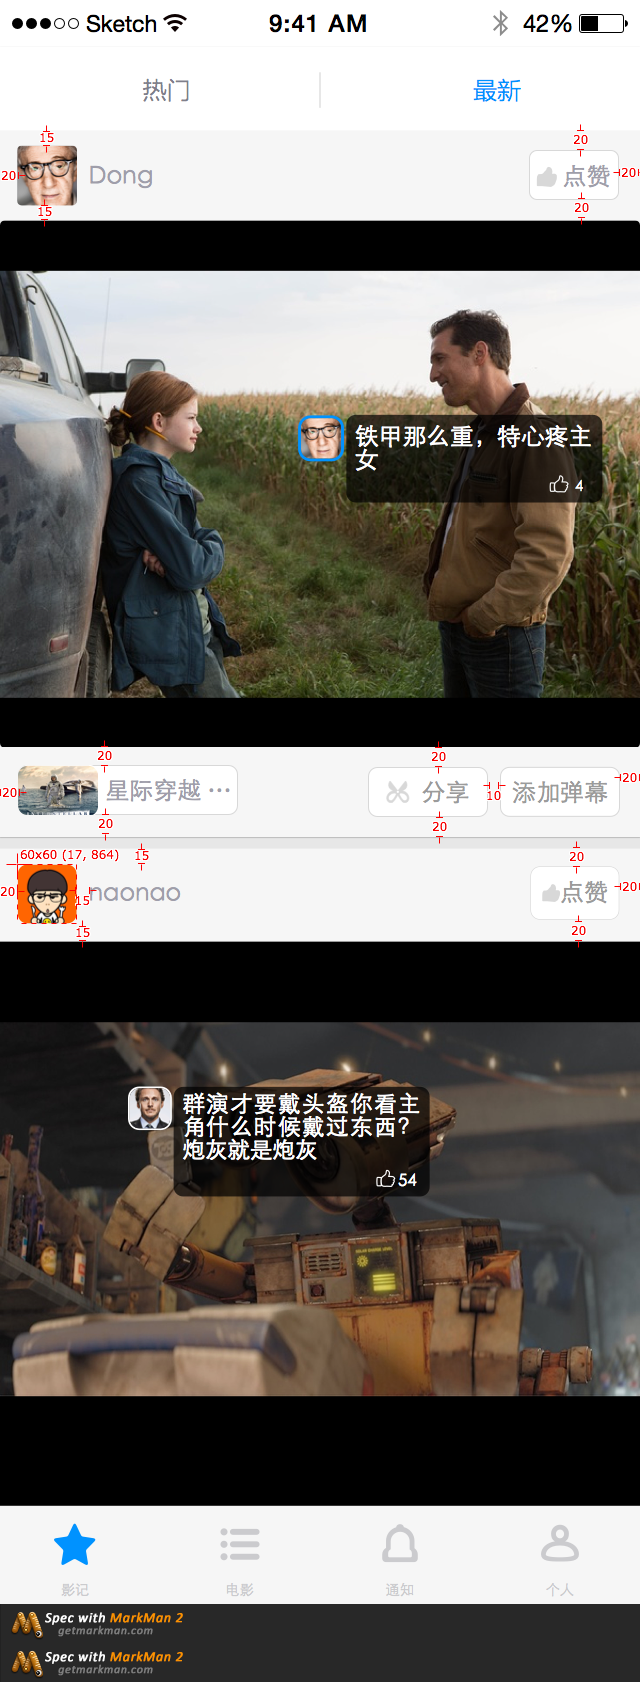 Sketch 9:41 AM 42%
热门 最新
15
20
20
Dong
点赞
20
15
20
铁甲那么重，特心疼主
女
4
20
20
20
20
星际穿越 ···
分享
10
添加弹幕
20
20
60x60 (17, 864)
15
20
20
naonao
15
点赞
20
15
20
群演才要戴头盔你看主
角什么时候戴过东西？
炮灰就是炮灰
54
影记 电影 通知 个人
Spec with MarkMan 2
getmarkman.com
Spec with MarkMan 2
getmarkman.com